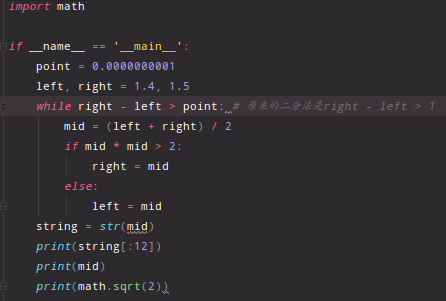 import math
if __name__ == '__main__':
    point = 0.0000000001
    left, right = 1.4, 1.5
    while right - left > point: # 原来的二分法是right - left > 1
        mid = (left + right) / 2
        if mid * mid > 2:
            right = mid
        else:
            left = mid
    string = str(mid)
    print(string[:12])
    print(mid)
    print(math.sqrt(2))